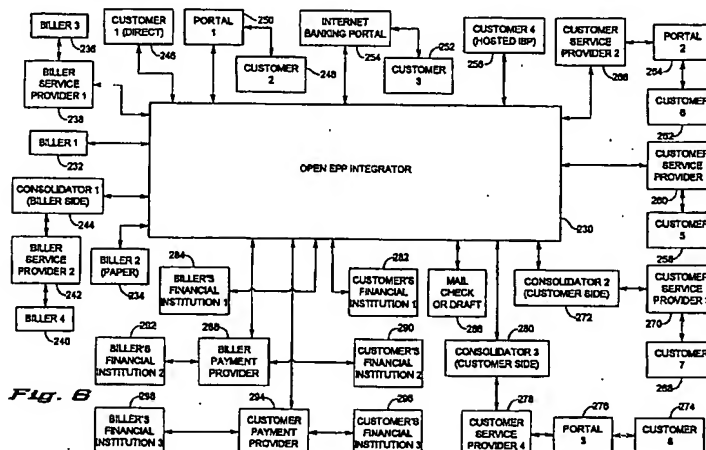 BILLER 3
236
BILLER
SERVICE
PROVIDER 1
238
BILLER 1
232
CONSOLIDATOR 1
(BILLER SIDE)
244
BILLER
SERVICE
PROVIDER 2
242
BILLER 4
240
BILLER 2
(PAPER)
234
CUSTOMER
1 (DIRECT)
246
PORTAL
1
250
CUSTOMER
2
248
INTERNET
BANKING PORTAL
254
CUSTOMER
3
252
CUSTOMER 4
(HOSTED IBP)
256
CUSTOMER
SERVICE
PROVIDER 2
266
PORTAL
2
264
CUSTOMER
6
262
CUSTOMER
SERVICE
PROVIDER
260
CUSTOMER
5
258
CUSTOMER
SERVICE
PROVIDER
270
CUSTOMER
7
268
OPEN EPP INTEGRATOR
230
284
BILLER'S
FINANCIAL
INSTITUTION 1
282
CUSTOMER'S
FINANCIAL
INSTITUTION 1
MAIL
CHECK
OR DRAFT
286
CONSOLIDATOR 2
(CUSTOMER SIDE)
272
BILLER'S
FINANCIAL
INSTITUTION 2
288
BILLER
PAYMENT
PROVIDER
290
CUSTOMER'S
FINANCIAL
INSTITUTION 2
280
CONSOLIDATOR 3
(CUSTOMER SIDE)
298
BILLER'S
FINANCIAL
INSTITUTION 3
294
CUSTOMER
PAYMENT
PROVIDER
296
CUSTOMER'S
FINANCIAL
INSTITUTION 3
278
CUSTOMER
SERVICE
PROVIDER 4
276
PORTAL
3
274
CUSTOMER
8
Fig. 6